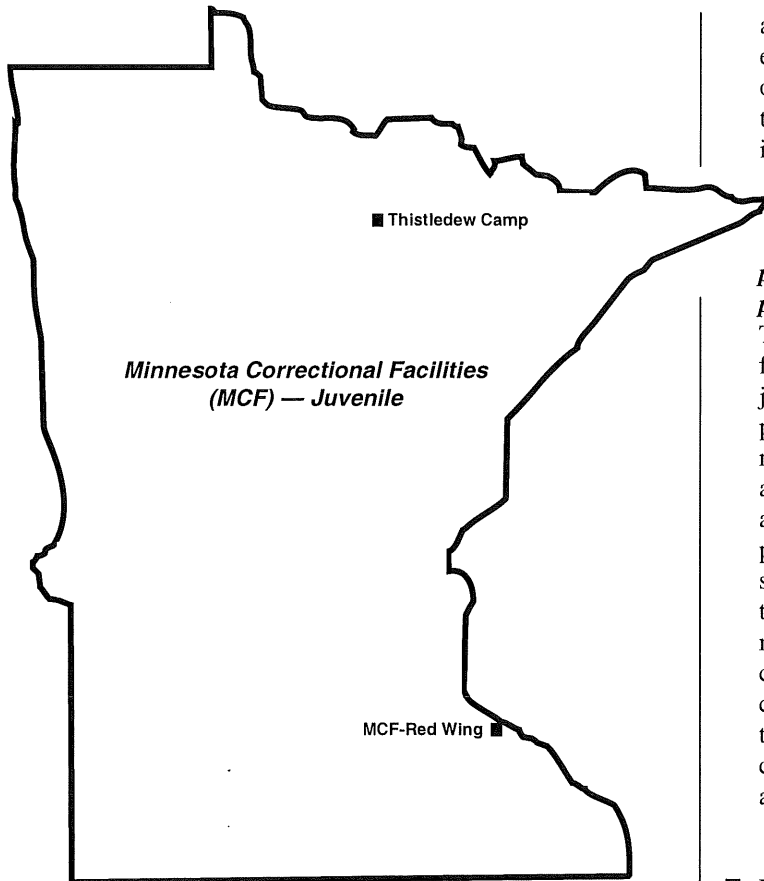 Thistledew Camp
Minnesota Correctional Facilities
(MCF) — Juvenile
MCF-Red Wing